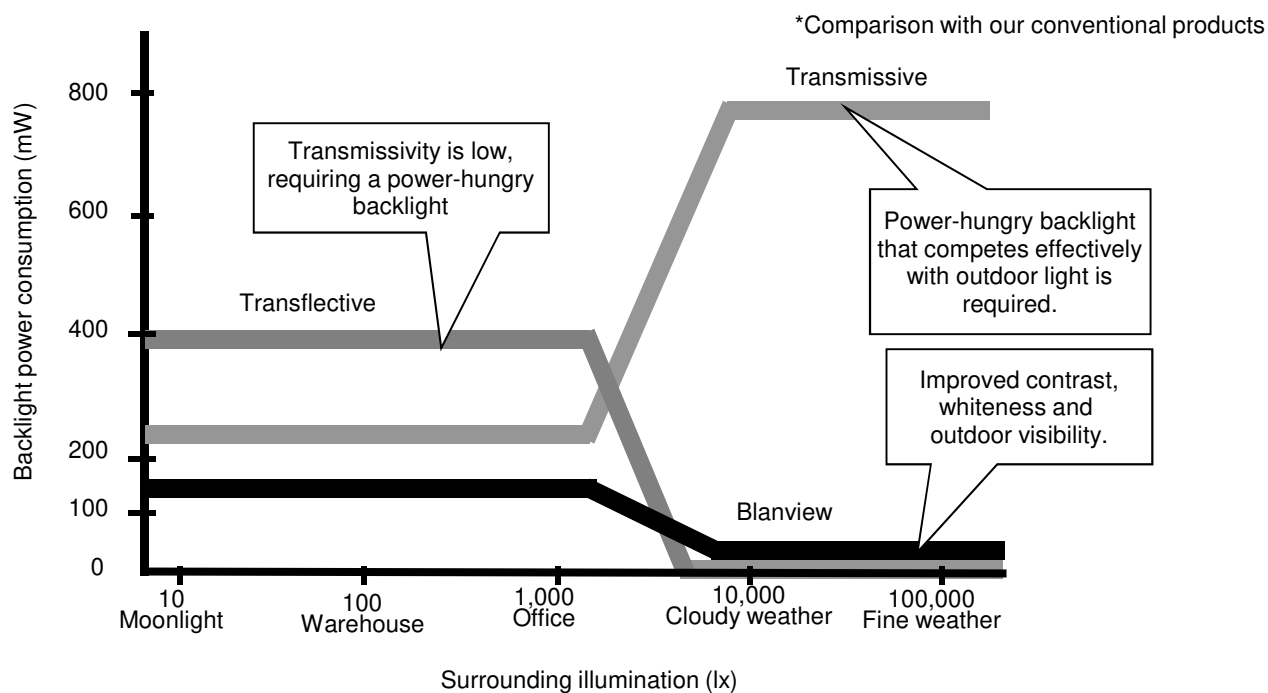 *Comparison with our conventional products
Transmissive
800
Transmissivity is low,
requiring a power-hungry
backlight
600
Power-hungry backlight
that competes effectively
with outdoor light is
required.
Backlight power consumption (mW)
Transflective
400
Improved contrast,
whiteness and
outdoor visibility.
200
100
Blanview
0
10
100
1,000
10,000
100,000
Moonlight
Warehouse
Office
Cloudy weather
Fine weather
Surrounding illumination (lx)